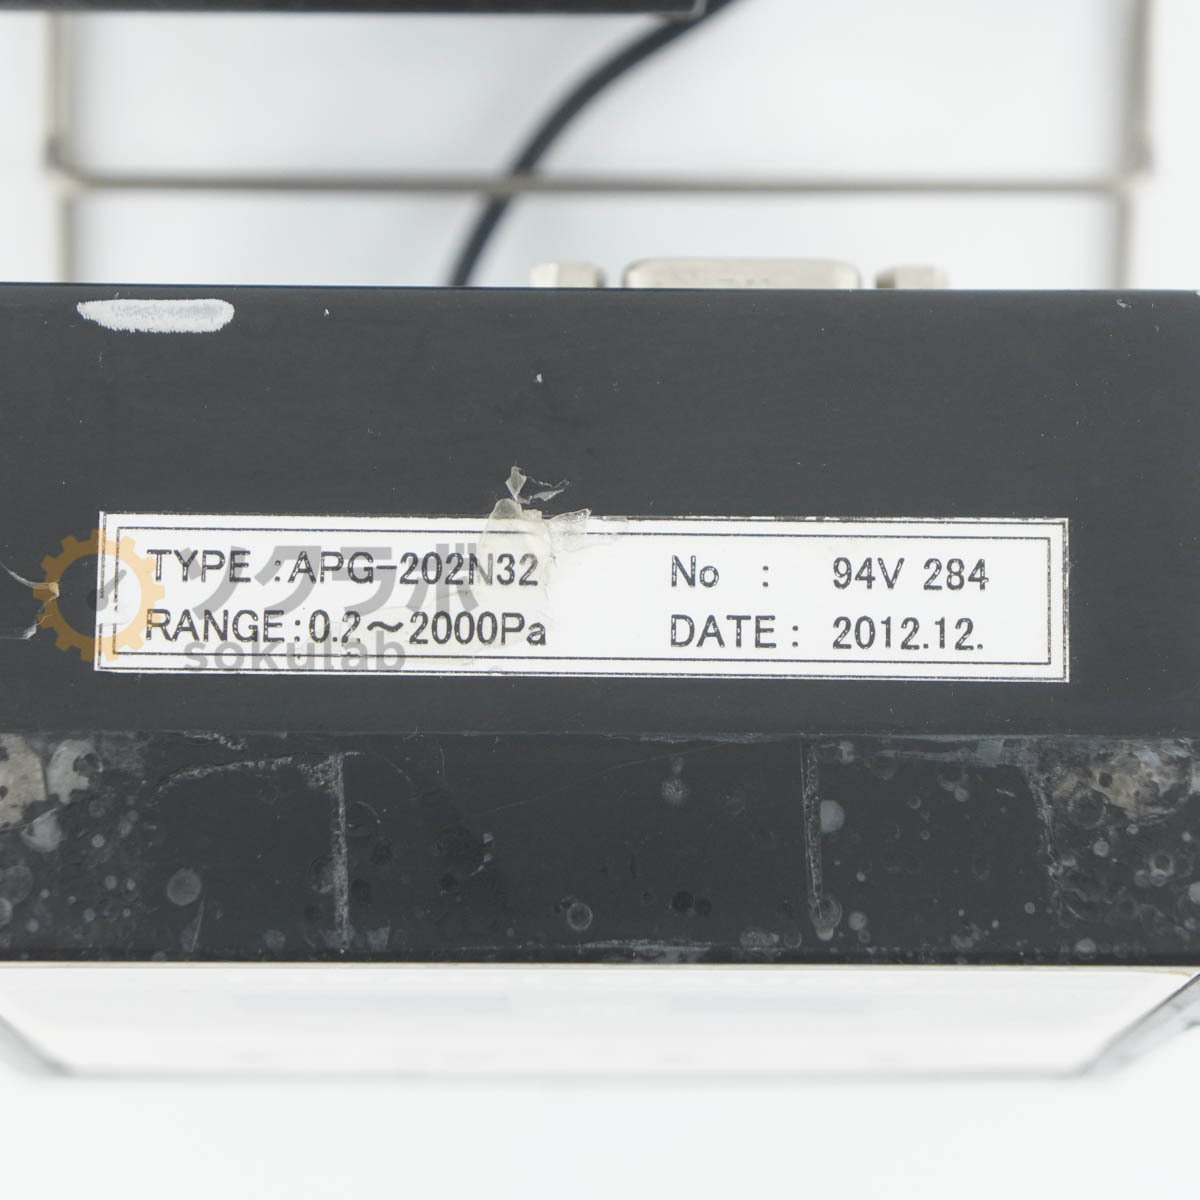 TYPE : APG-202N32 No : 94V 284
RANGE : 0.2～2000Pa DATE : 2012.12.
ソクラボ
sokulab